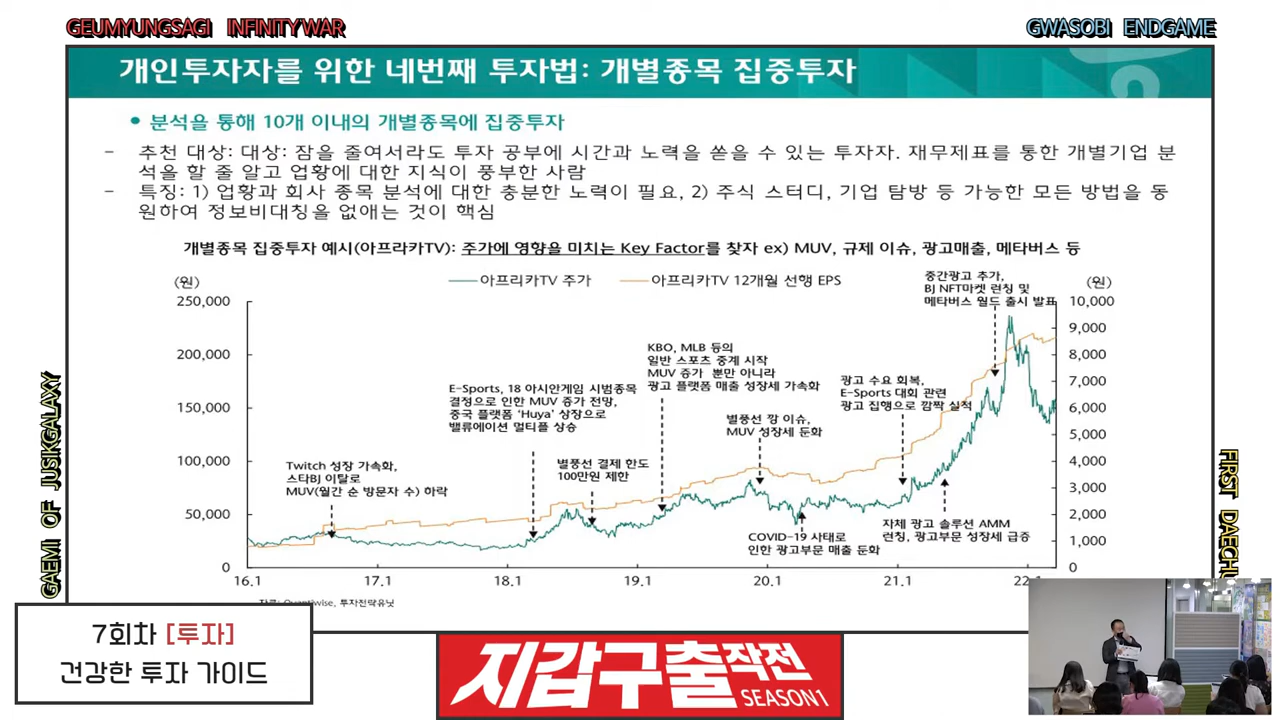 GEUMYUNGSAGI INFINITY WAR
GWASOBI ENDGAME
개인투자자를 위한 네번째 투자법: 개별종목 집중투자
• 분석을 통해 10개 이내의 개별종목에 집중투자
– 추천 대상: 대상: 잠을 줄여서라도 투자 공부에 시간과 노력을 쏟을 수 있는 투자자. 재무제표를 통한 개별기업 분
석을 할 줄 알고 업황에 대한 지식이 풍부한 사람
– 특징: 1) 업황과 회사 종목 분석에 대한 충분한 노력이 필요, 2) 주식 스터디, 기업 탐방 등 가능한 모든 방법을 동
원하여 정보비대칭을 없애는 것이 핵심
개별종목 집중투자 예시(아프라카TV): 주가에 영향을 미치는 Key Factor를 찾자 ex) MUV, 규제 이슈, 광고매출, 메타버스 등
(원)
아프리카TV 주가
아프리카TV 12개월 선행 EPS
(원)
250,000
200,000
150,000
100,000
50,000
0
10,000
9,000
8,000
7,000
6,000
5,000
4,000
3,000
2,000
1,000
0
Twitch 성장 가속화,
스타BJ 이탈로
MUV(월간 순 방문자 수) 하락
E-Sports, 18 아시안게임 시범종목
결정으로 인한 MUV 증가 전망,
중국 플랫폼 'Huya' 상장으로
밸류에이션 멀티플 상승
별풍선 결제 한도
100만원 제한
KBO, MLB 등의
일반 스포츠 중계 시작
MUV 증가 뿐만 아니라
광고 플랫폼 매출 성장세 가속화
별풍선 깡 이슈,
MUV 성장세 둔화
COVID-19 사태로
인한 광고부문 매출 둔화
광고 수요 회복,
E-Sports 대회 관련
광고 집행으로 깜짝 실적
자체 광고 솔루션 AMM
런칭, 광고부문 성장세 급증
중간광고 추가,
BJ NFT마켓 런칭 및
메타버스 월드 출시 발표
16.1
17.1
18.1
19.1
20.1
21.1
22.1
자료: Quantiwise, 투자전략유닛
GAEMI OF JUSIKGALAXY
FIRST DAECHU
7회차 [투자]
건강한 투자 가이드
지갑구출작전
SEASON1